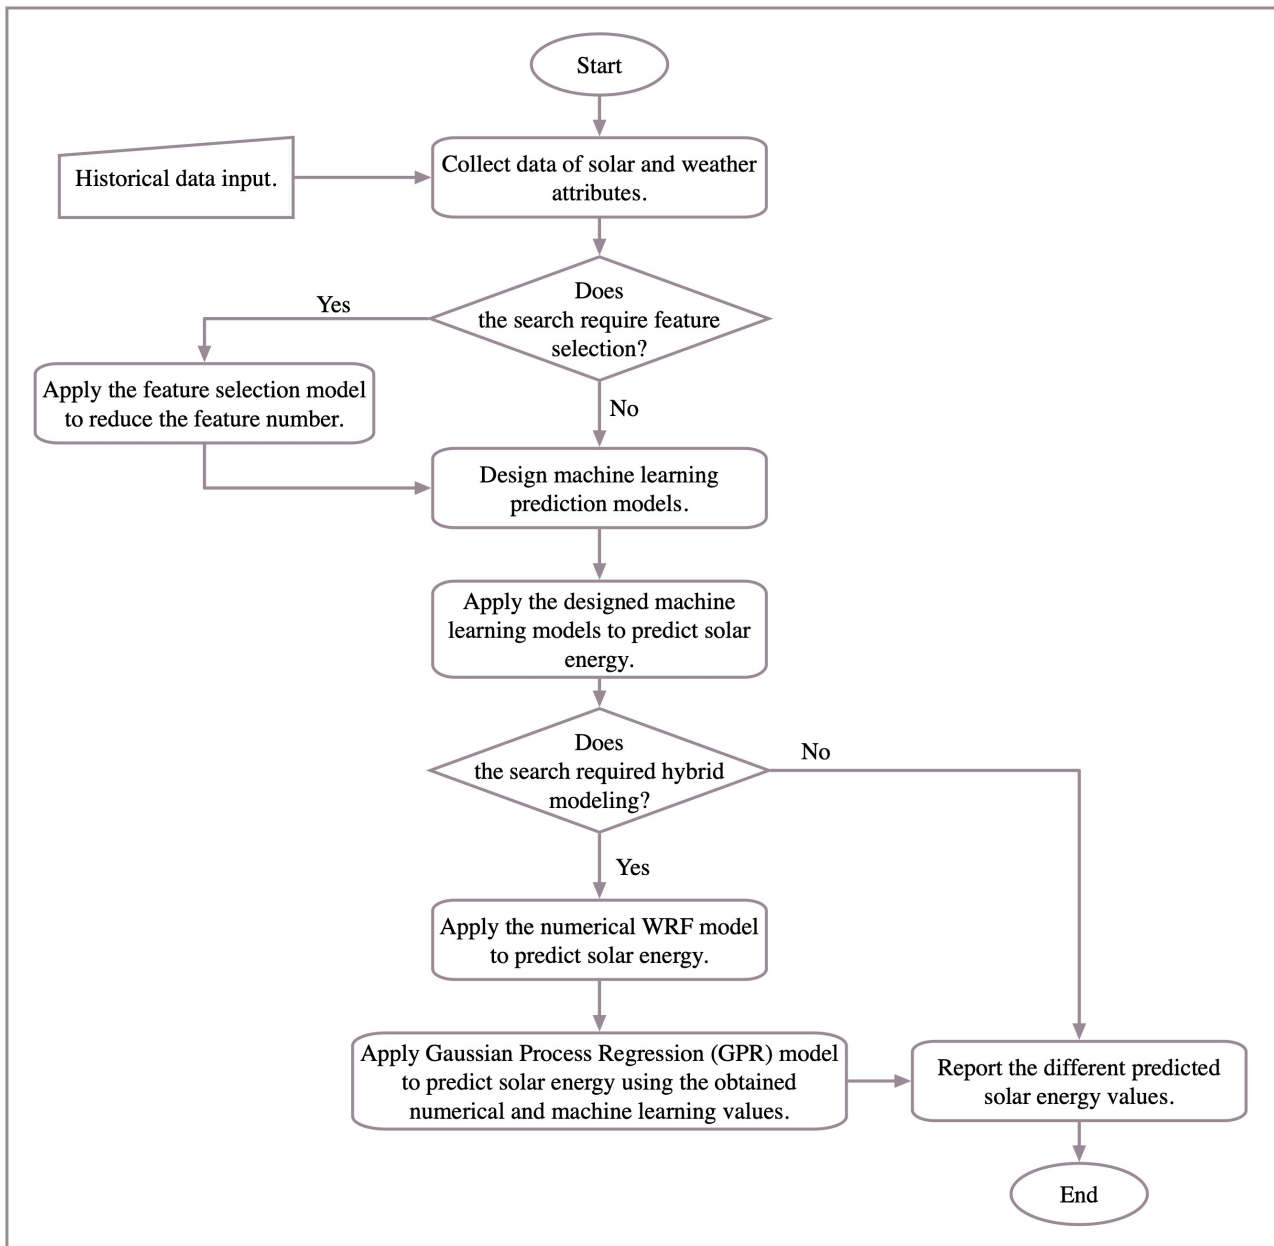 Start
Historical data input.
Collect data of solar and weather
attributes.
Does
the search require feature
selection?
Yes
No
Apply the feature selection model
to reduce the feature number.
Design machine learning
prediction models.
Apply the designed machine
learning models to predict solar
energy.
Does
the search required hybrid
modeling?
No
Yes
Apply the numerical WRF model
to predict solar energy.
Apply Gaussian Process Regression (GPR) model
to predict solar energy using the obtained
numerical and machine learning values.
Report the different predicted
solar energy values.
End